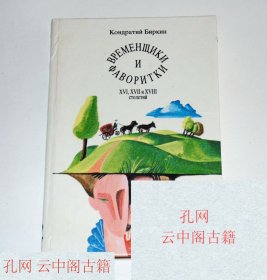 Кондратий Биркин
ВРЕМЕНЩИКИ
И
ФАВОРИТКИ
XVI, XVII и XVIII
столетий
孔网
云中阁古籍
孔网
云中阁古籍